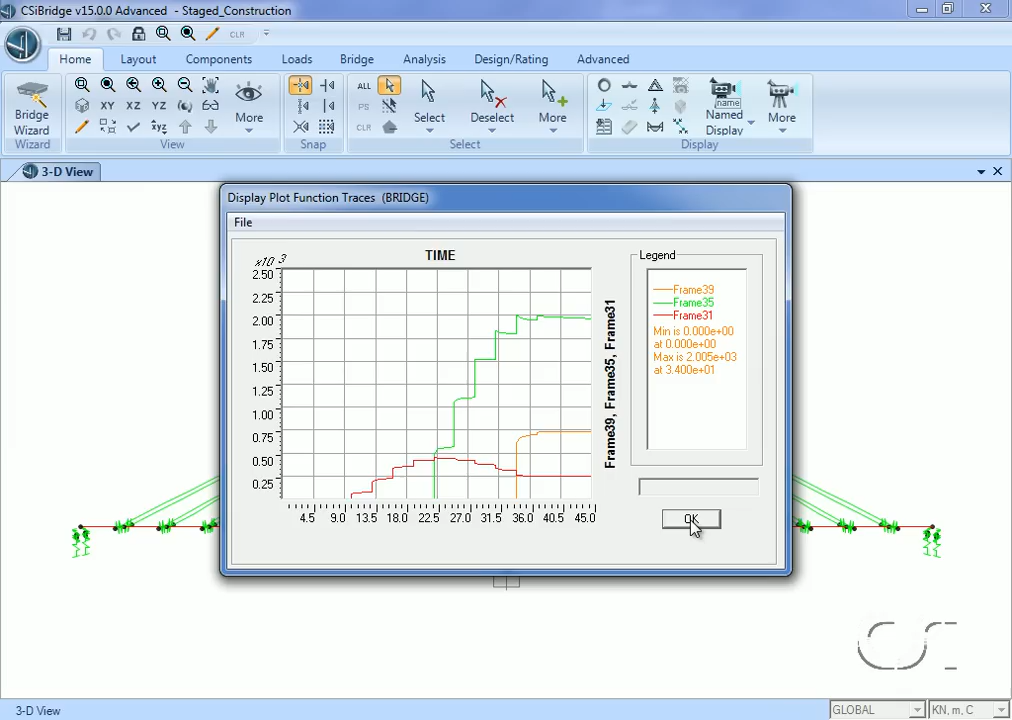 CSiBridge v15.0.0 Advanced - Staged_Construction
CLR
Home Layout Components Loads Bridge Analysis Design/Rating Advanced
Bridge Wizard
XY XZ YZ
xyz
More
ALL
PS
CLR
Select
Deselect
More
name
Named Display
More
Wizard View Snap Select Display
3-D View
Display Plot Function Traces (BRIDGE)
File
TIME
x10 3
2.50
2.25
2.00
1.75
1.50
1.25
1.00
0.75
0.50
0.25
4.5 9.0 13.5 18.0 22.5 27.0 31.5 36.0 40.5 45.0
Frame39, Frame35, Frame31
Legend
Frame39
Frame35
Frame31
Min is 0.000e+00
at 0.000e+00
Max is 2.005e+03
at 3.400e+01
OK
CSI
3-D View
GLOBAL
KN, m, C